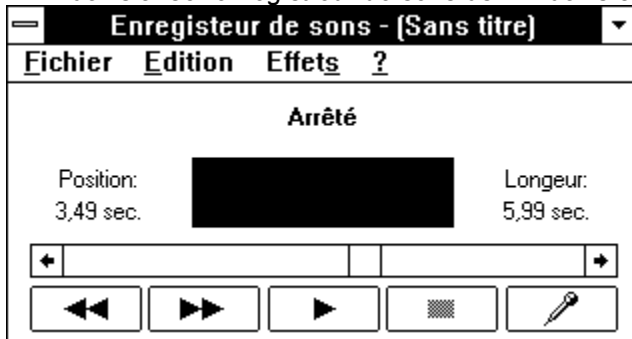 Enregisteur de sons - (Sans titre)
Fichier Edition Effets ?
Arrêté
Position: Longeur:
3,49 sec. 5,99 sec.